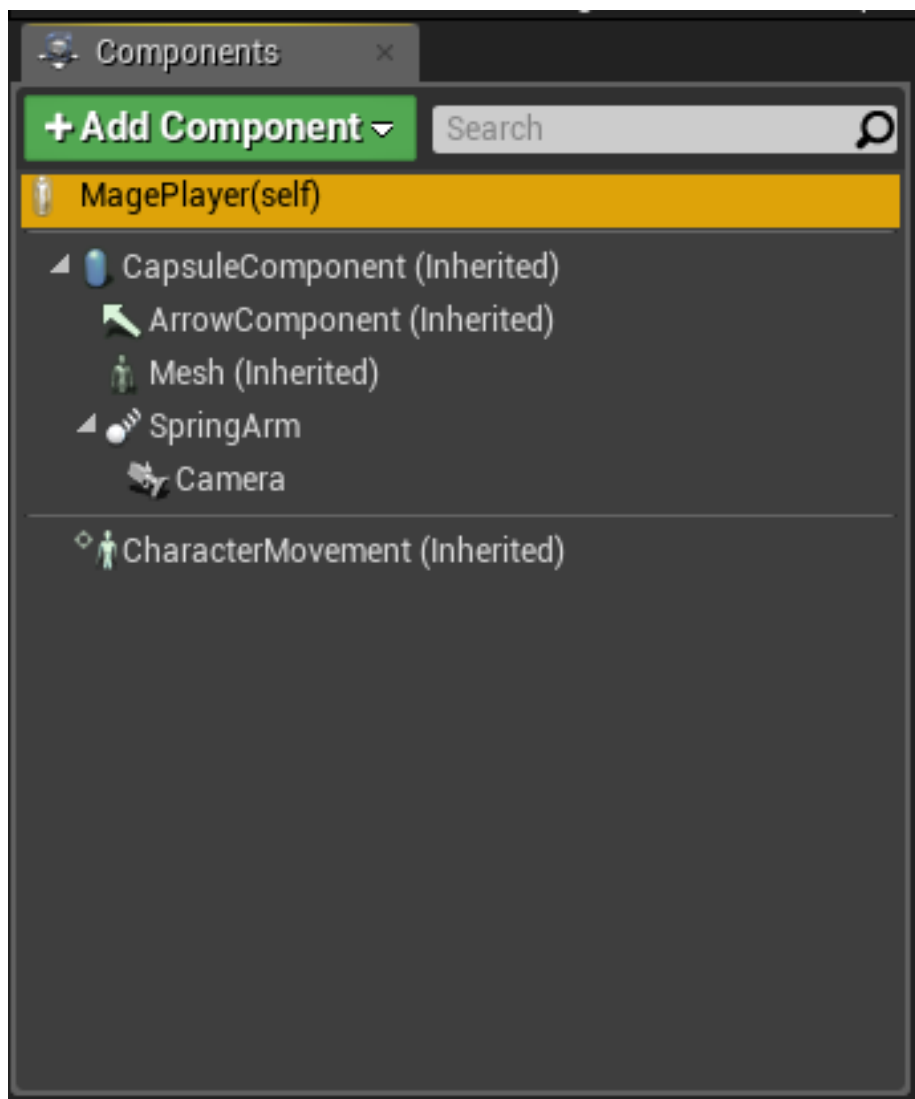 Components
+ Add Component
Search
MagePlayer(self)
CapsuleComponent (Inherited)
ArrowComponent (Inherited)
Mesh (Inherited)
SpringArm
Camera
CharacterMovement (Inherited)